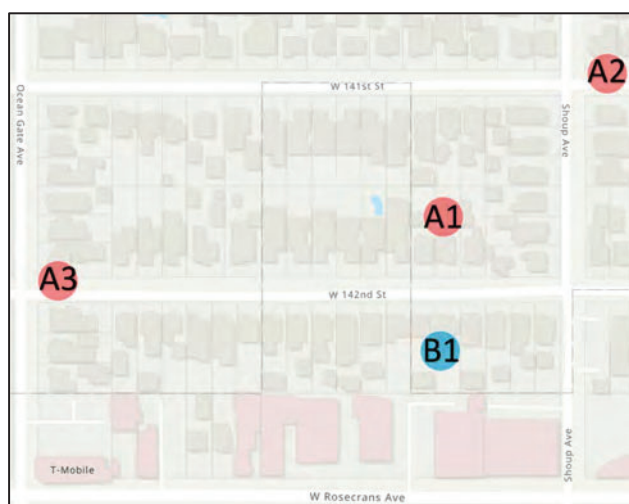 A2
W 141st St
Ocean Gate Ave
Shoup Ave
A1
A3
W 142nd St
B1
T-Mobile
Shoup Ave
W Rosecrans Ave